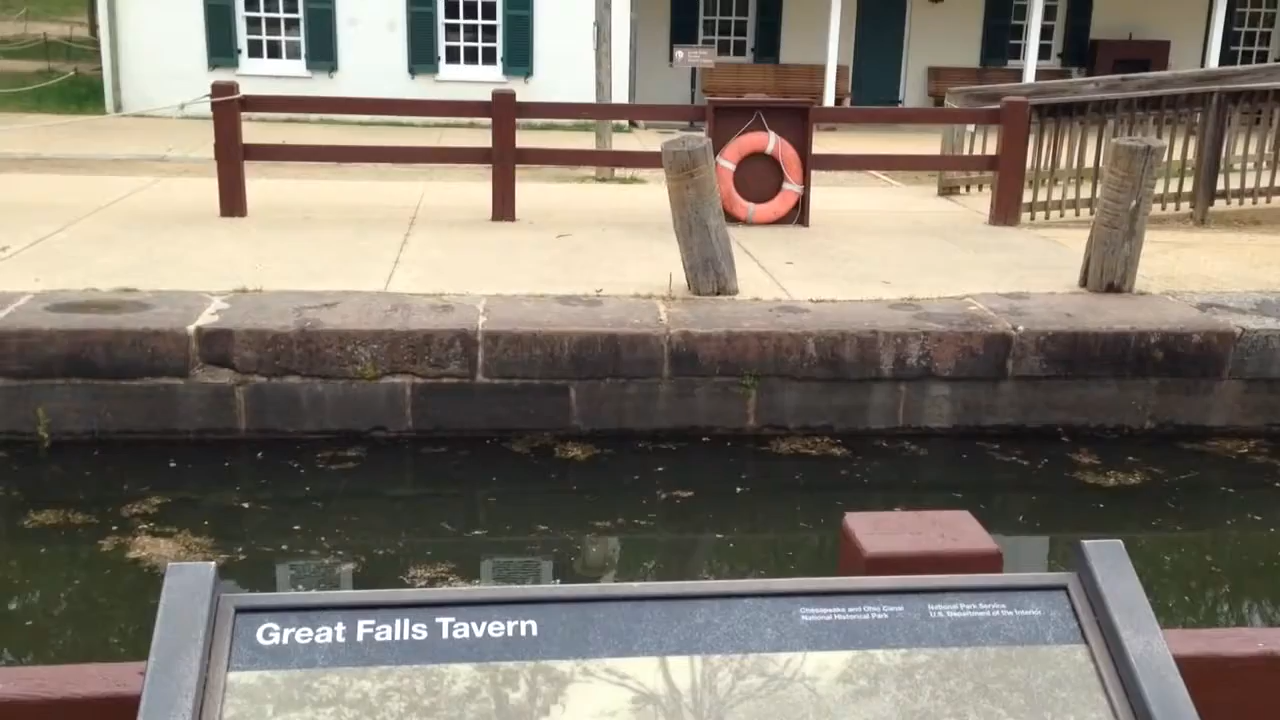 Great Falls Tavern
Chesapeake and Ohio Canal
National Historical Park
National Park Service
U.S. Department of the Interior